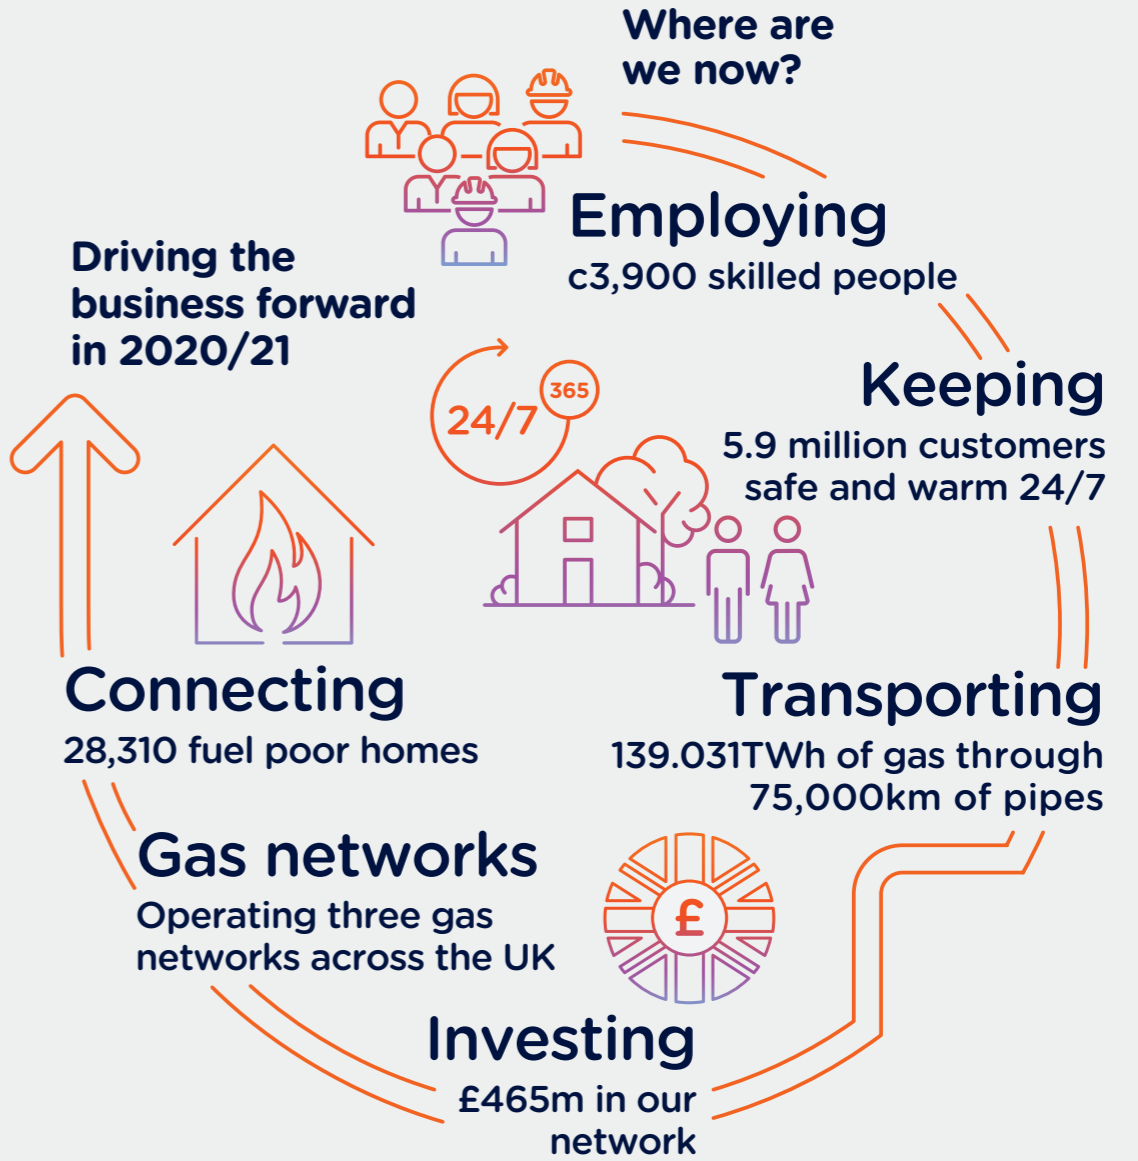 Where are
we now?
Employing
c3,900 skilled people
Keeping
5.9 million customers
safe and warm 24/7
24/7
365
Transporting
139.031TWh of gas through
75,000km of pipes
£
Investing
£465m in our
network
Gas networks
Operating three gas
networks across the UK
Connecting
28,310 fuel poor homes
Driving the
business forward
in 2020/21